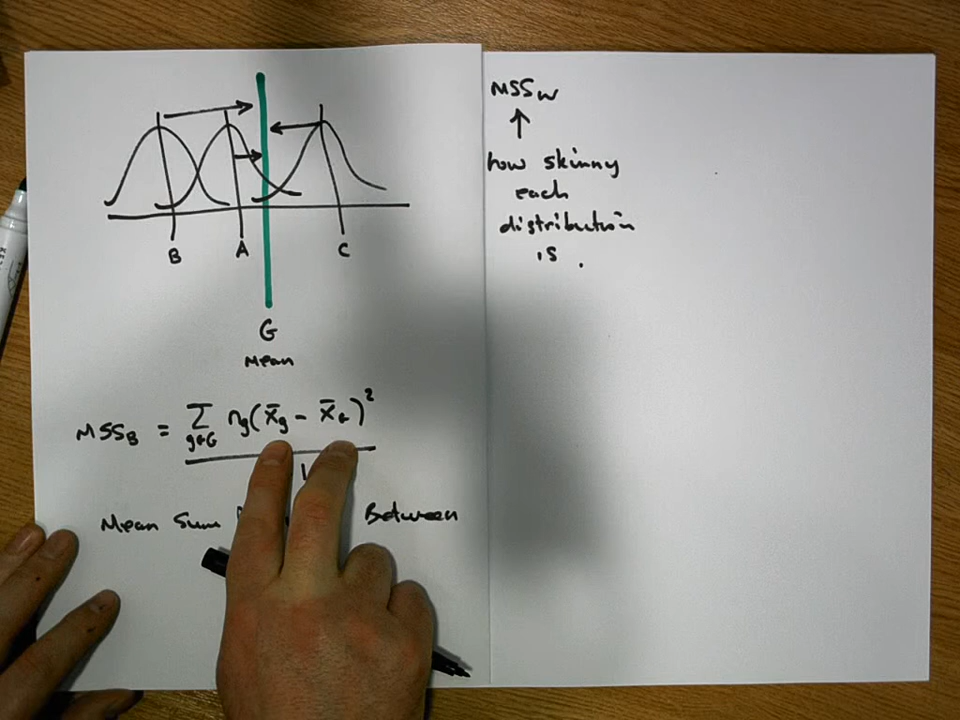 B A C
G
Mean
MSS_B = Σ_{g∈G} n_g(x̄_g - x̄_G)²
Mean Sum Between
MSS_W
↑
how skinny
each
distribution
is.